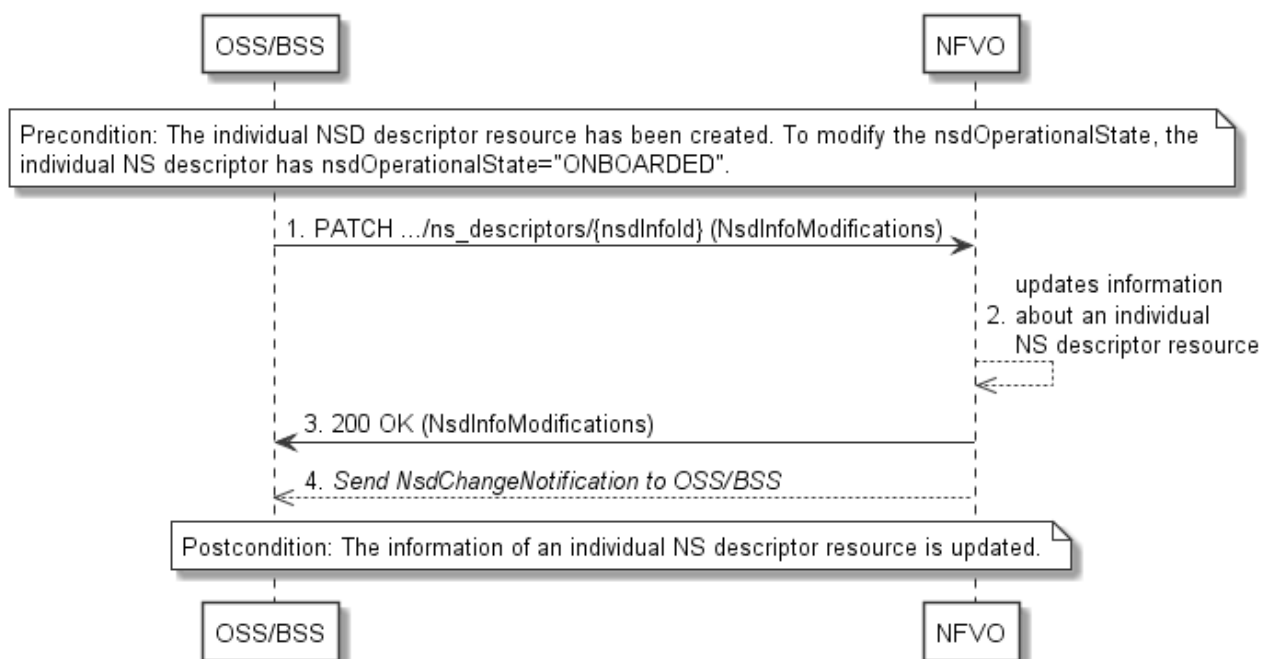 OSS/BSS
NFVO
Precondition: The individual NSD descriptor resource has been created. To modify the nsdOperationalState, the
individual NS descriptor has nsdOperationalState="ONBOARDED".
1. PATCH .../ns_descriptors/{nsdInfoId} (NsdInfoModifications)
updates information
2. about an individual
NS descriptor resource
3. 200 OK (NsdInfoModifications)
4. Send NsdChangeNotification to OSS/BSS
Postcondition: The information of an individual NS descriptor resource is updated.
OSS/BSS
NFVO